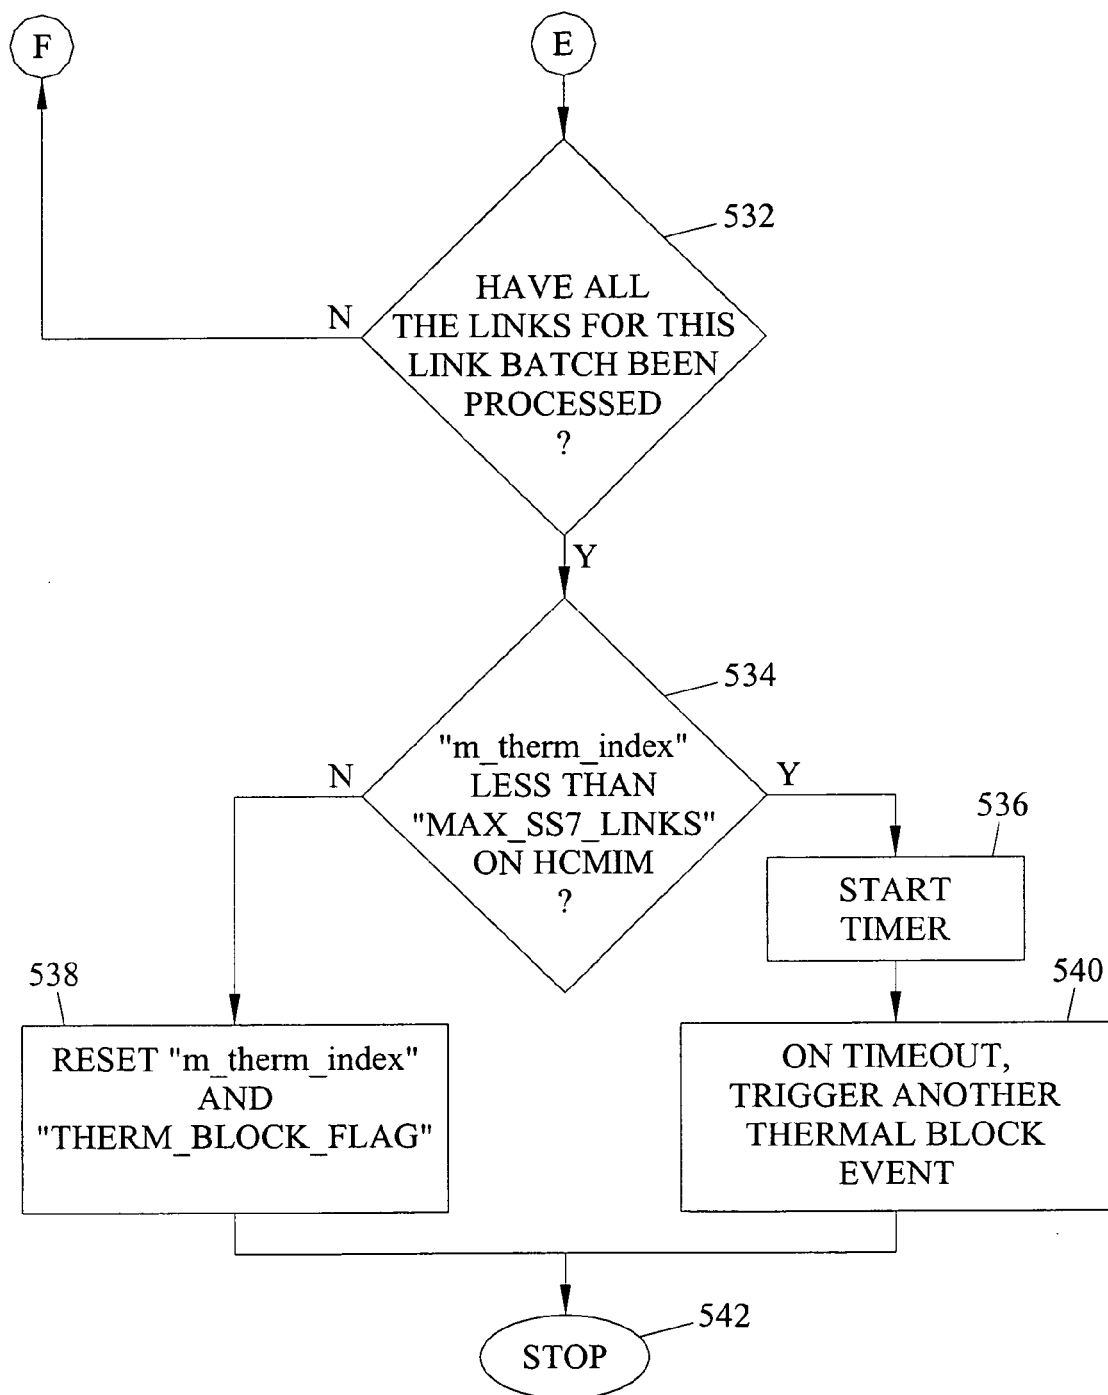 F
E
532
HAVE ALL
THE LINKS FOR THIS
LINK BATCH BEEN
PROCESSED
?
N
Y
534
"m_therm_index"
LESS THAN
"MAX_SS7_LINKS"
ON HCMIM
?
N
Y
536
START
TIMER
538
RESET "m_therm_index"
AND
"THERM_BLOCK_FLAG"
540
ON TIMEOUT,
TRIGGER ANOTHER
THERMAL BLOCK
EVENT
542
STOP